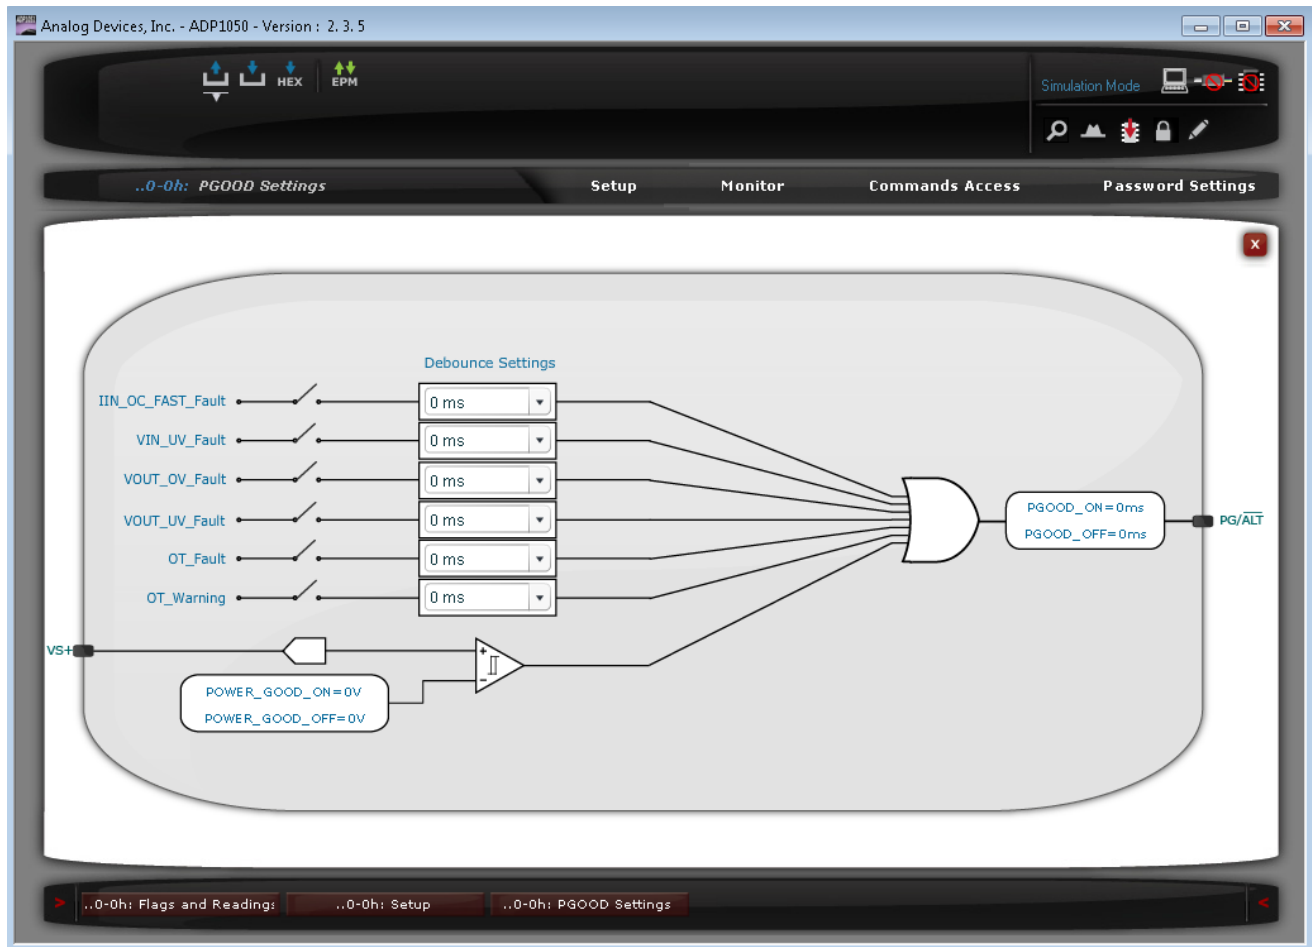 Analog Devices, Inc. - ADP1050 - Version : 2. 3. 5
HEX
EPM
Simulation Mode
..0-0h: PGOOD Settings
Setup
Monitor
Commands Access
Password Settings
X
Debounce Settings
IIN_OC_FAST_Fault
0 ms
VIN_UV_Fault
0 ms
VOUT_OV_Fault
0 ms
VOUT_UV_Fault
0 ms
OT_Fault
0 ms
OT_Warning
0 ms
PGOOD_ON=0ms
PGOOD_OFF=0ms
PG/ALT
VS+
+
-
POWER_GOOD_ON=0V
POWER_GOOD_OFF=0V
>
..0-0h: Flags and Readings
..0-0h: Setup
..0-0h: PGOOD Settings
<